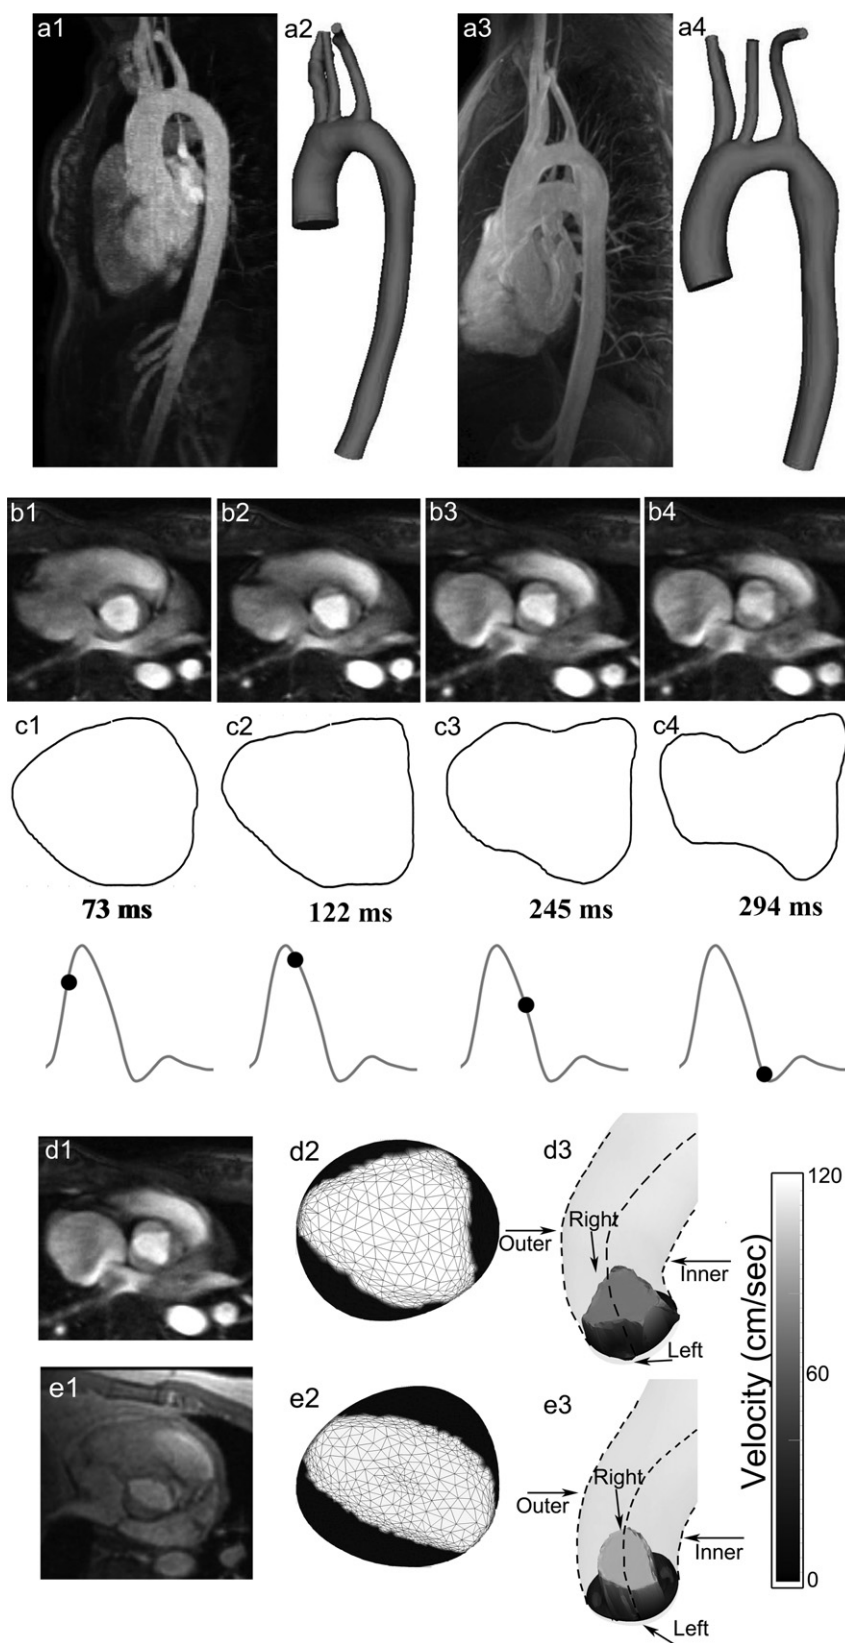 a1
a2
a3
a4
b1
b2
b3
b4
c1
c2
c3
c4
73 ms
122 ms
245 ms
294 ms
d1
d2
d3
Outer
Right
Inner
Left
e1
e2
e3
Outer
Right
Inner
Left
120
60
0
Velocity (cm/sec)